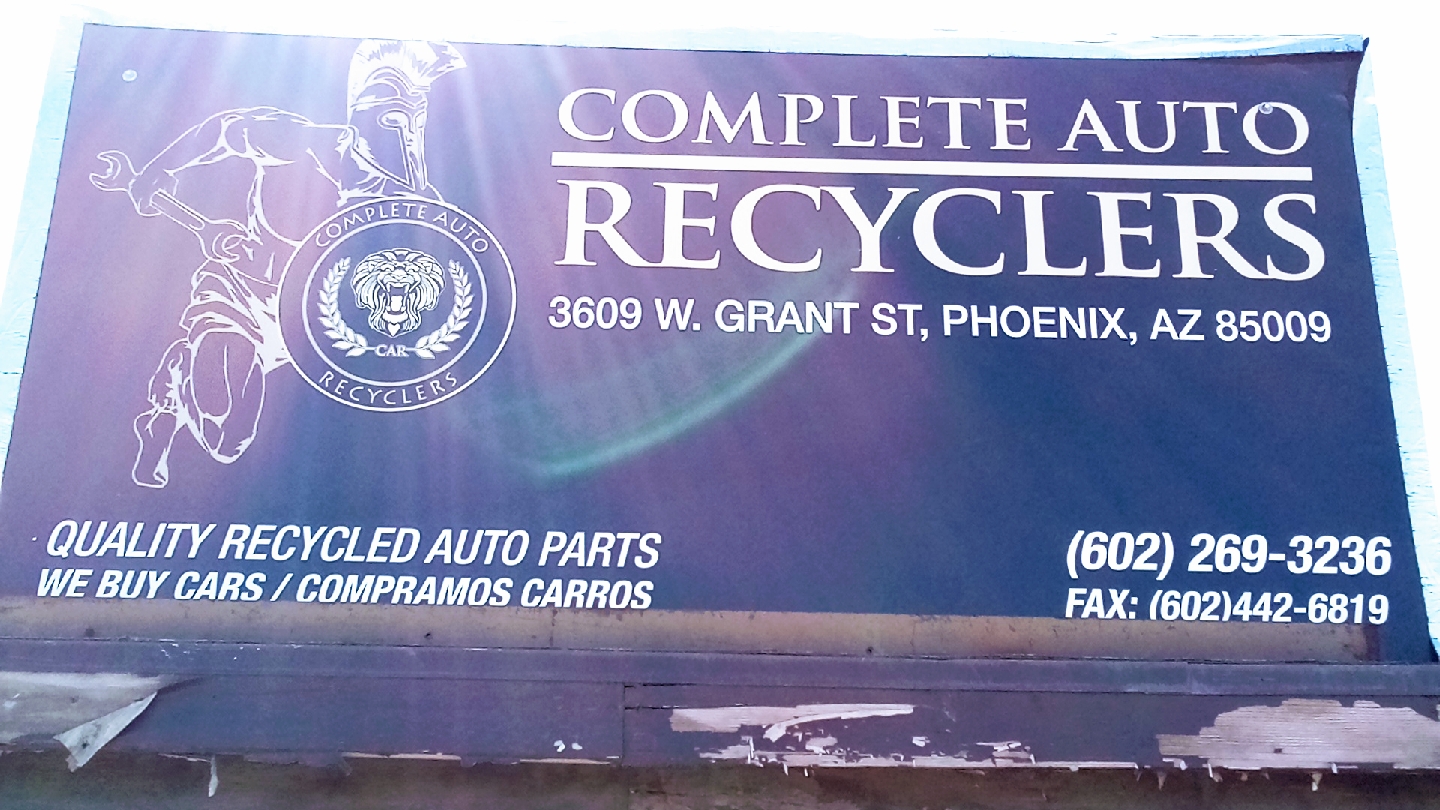 COMPLETE AUTO
RECYCLERS
3609 W. GRANT ST, PHOENIX, AZ 85009
COMPLETE AUTO
CAR
RECYCLERS
QUALITY RECYCLED AUTO PARTS
WE BUY CARS / COMPRAMOS CARROS
(602) 269-3236
FAX: (602)442-6819